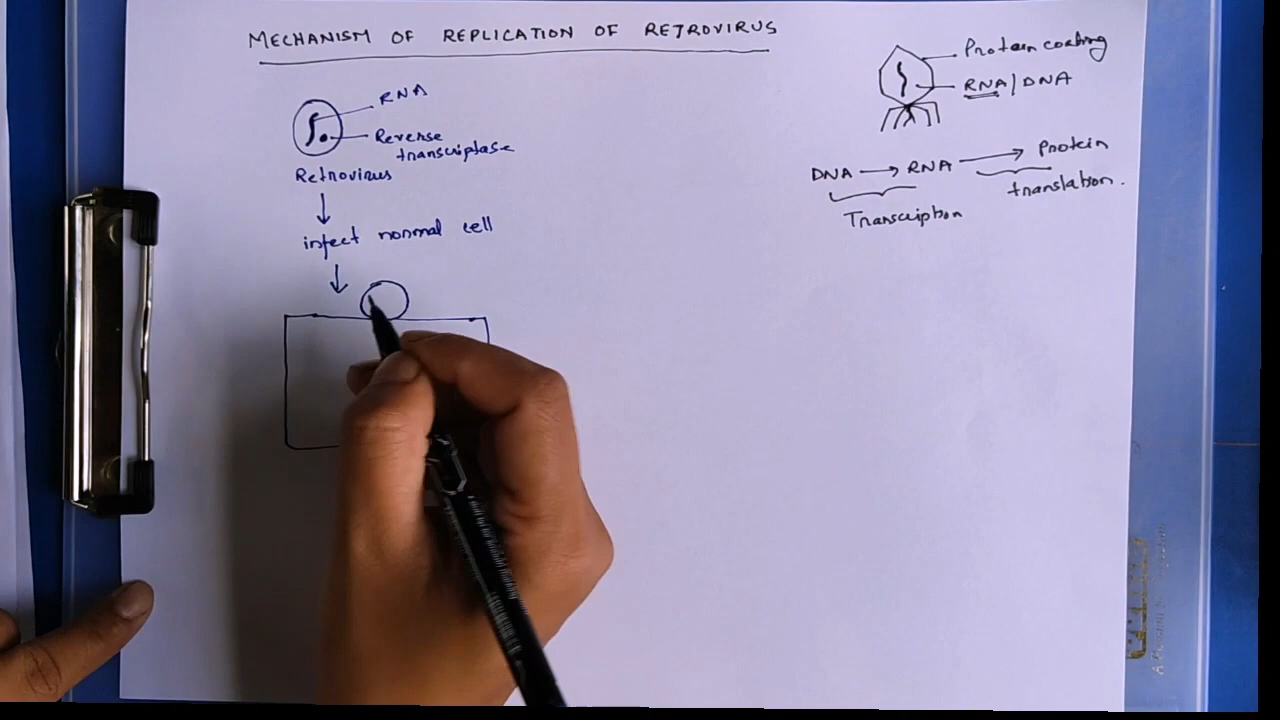 MECHANISM OF REPLICATION OF RETROVIRUS
RNA
Reverse
transcriptase
Retrovirus
infect normal cell
Protein coating
RNA/DNA
DNA → RNA → Protein
Transcription
translation.